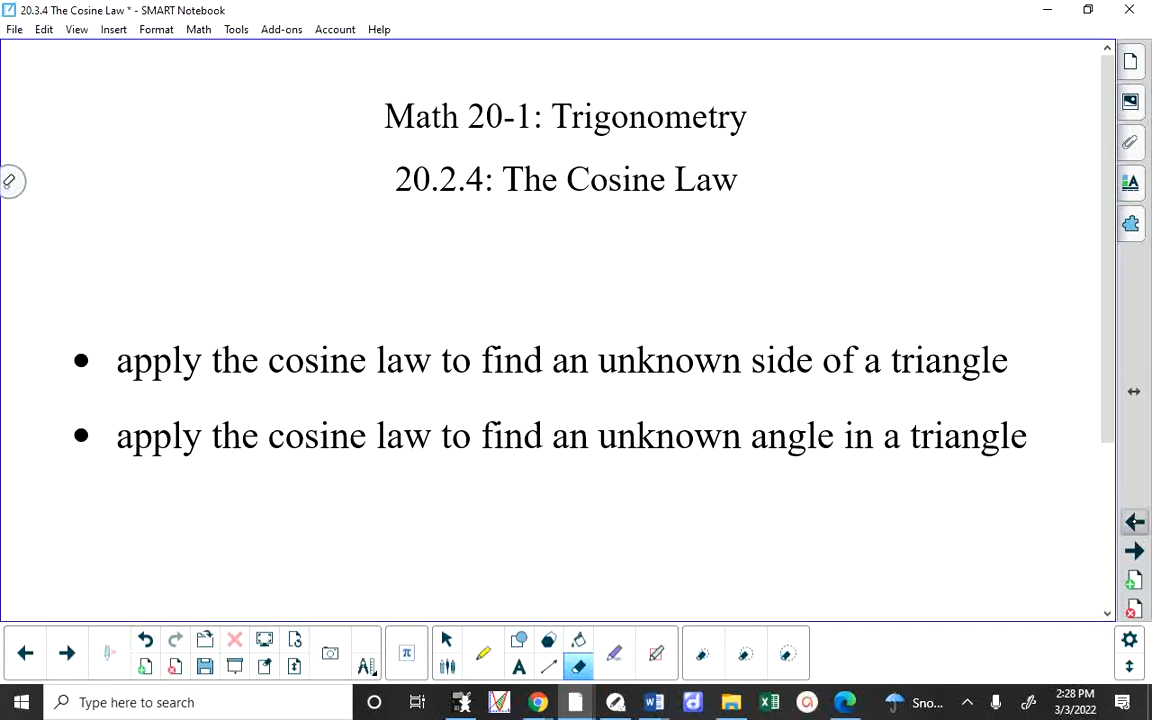 20.3.4 The Cosine Law * - SMART Notebook
File Edit View Insert Format Math Tools Add-ons Account Help
Math 20-1: Trigonometry
20.2.4: The Cosine Law
• apply the cosine law to find an unknown side of a triangle
• apply the cosine law to find an unknown angle in a triangle
Type here to search
Sno...
2:28 PM
3/3/2022